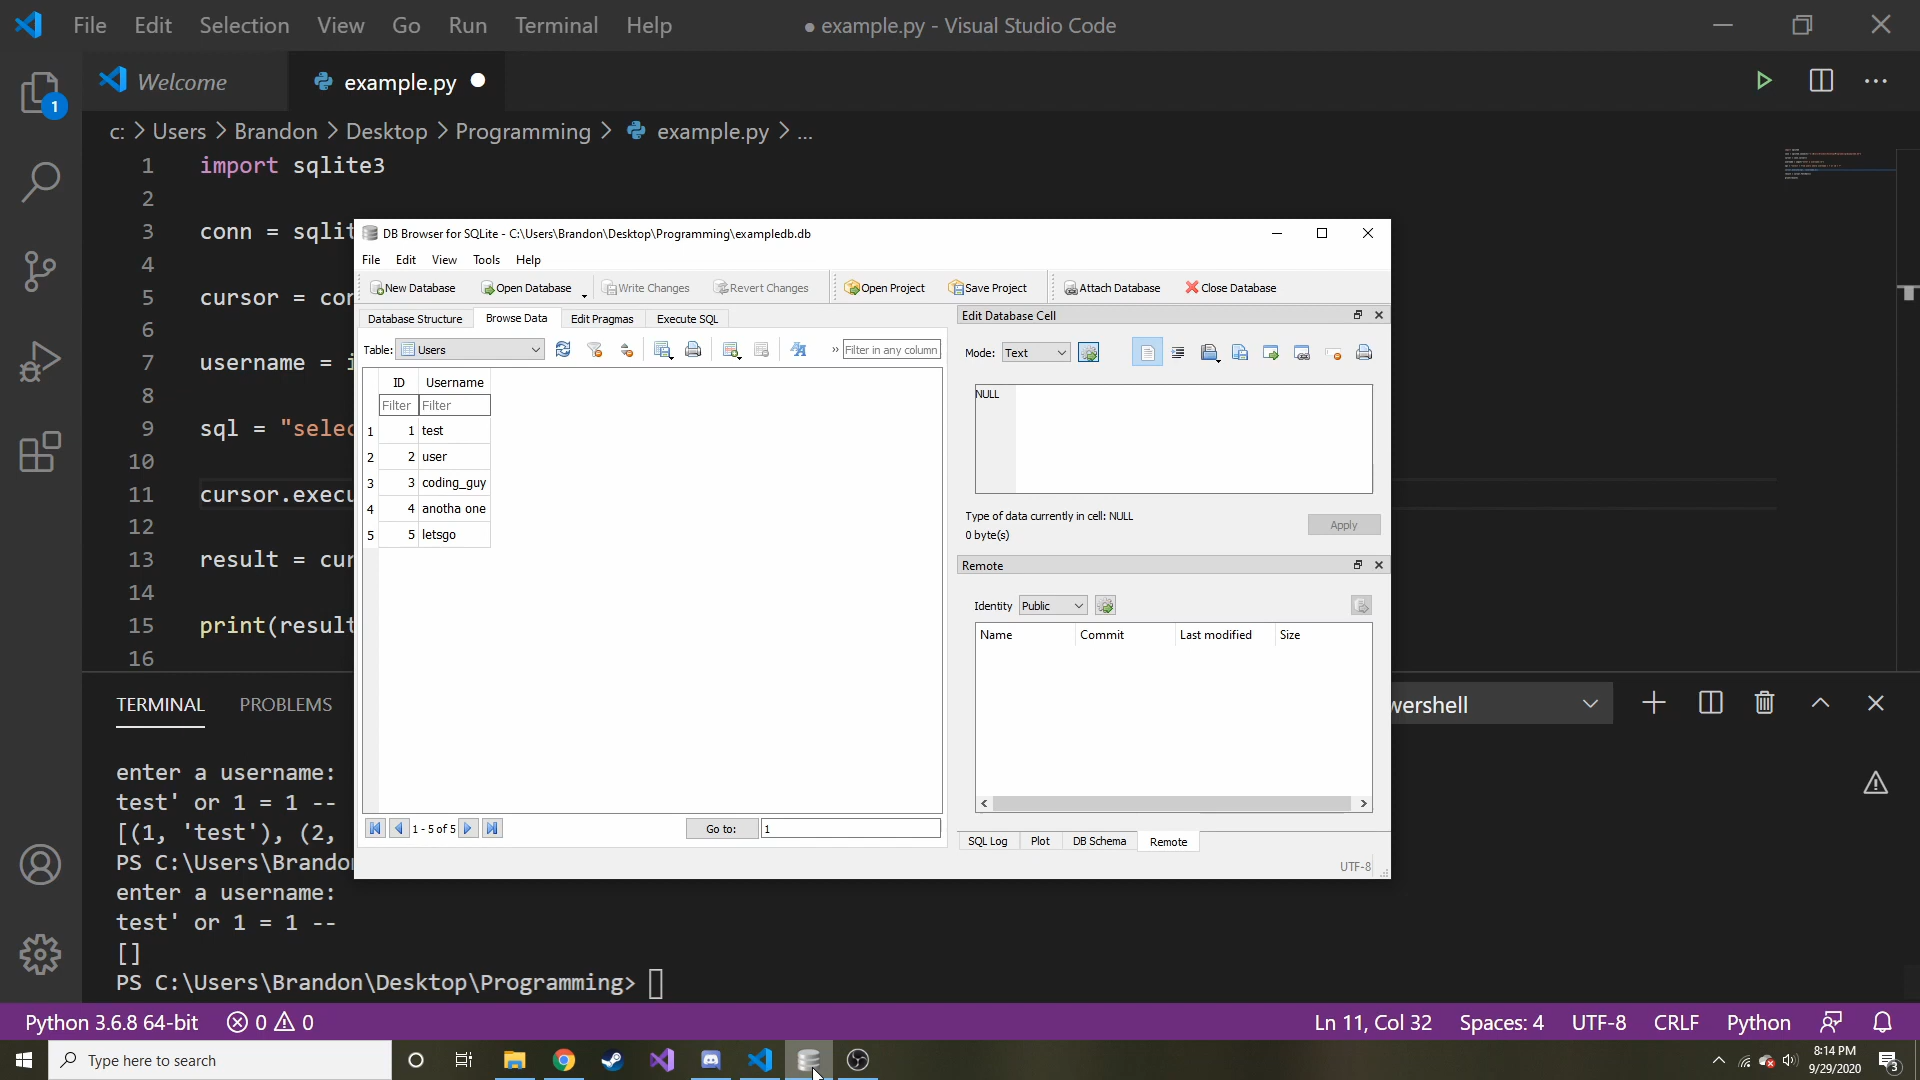 File Edit Selection View Go Run Terminal Help
● example.py - Visual Studio Code
1
Welcome
example.py ●
c: > Users > Brandon > Desktop > Programming > example.py > ...
1 import sqlite3
2
3 conn = sqlit
4
5 cursor = con
6
7 username = i
8
9 sql = "selec
10
11 cursor.execu
12
13 result = cur
14
15 print(result
16
DB Browser for SQLite - C:\Users\Brandon\Desktop\Programming\exampledb.db
File Edit View Tools Help
New Database Open Database Write Changes Revert Changes Open Project Save Project Attach Database Close Database
Database Structure Browse Data Edit Pragmas Execute SQL
Table: Users
» Filter in any column
ID Username
Filter Filter
1 1 test
2 2 user
3 3 coding_guy
4 4 anotha one
5 5 letsgo
1 - 5 of 5
Go to: 1
Edit Database Cell
Mode: Text
NULL
Type of data currently in cell: NULL
0 byte(s)
Apply
Remote
Identity Public
Name Commit Last modified Size
SQL Log Plot DB Schema Remote
UTF-8
TERMINAL PROBLEMS
wershell
enter a username:
test' or 1 = 1 --
[(1, 'test'), (2,
PS C:\Users\Brandon
enter a username:
test' or 1 = 1 --
[]
PS C:\Users\Brandon\Desktop\Programming>
Python 3.6.8 64-bit 0 0
Ln 11, Col 32 Spaces: 4 UTF-8 CRLF Python
Type here to search
8:14 PM
9/29/2020
3